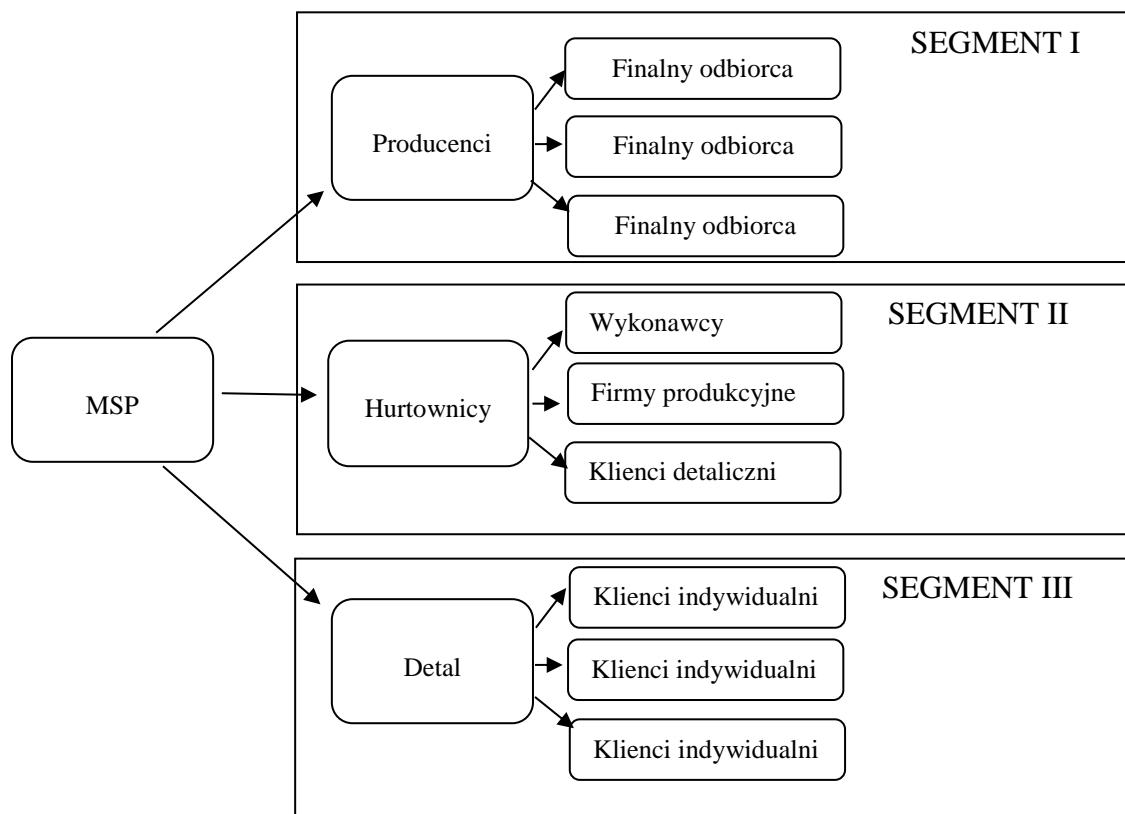 SEGMENT I
Finalny odbiorca
Producenci
Finalny odbiorca
Finalny odbiorca
SEGMENT II
Wykonawcy
MSP
Hurtownicy
Firmy produkcyjne
Klienci detaliczni
SEGMENT III
Klienci indywidualni
Detal
Klienci indywidualni
Klienci indywidualni